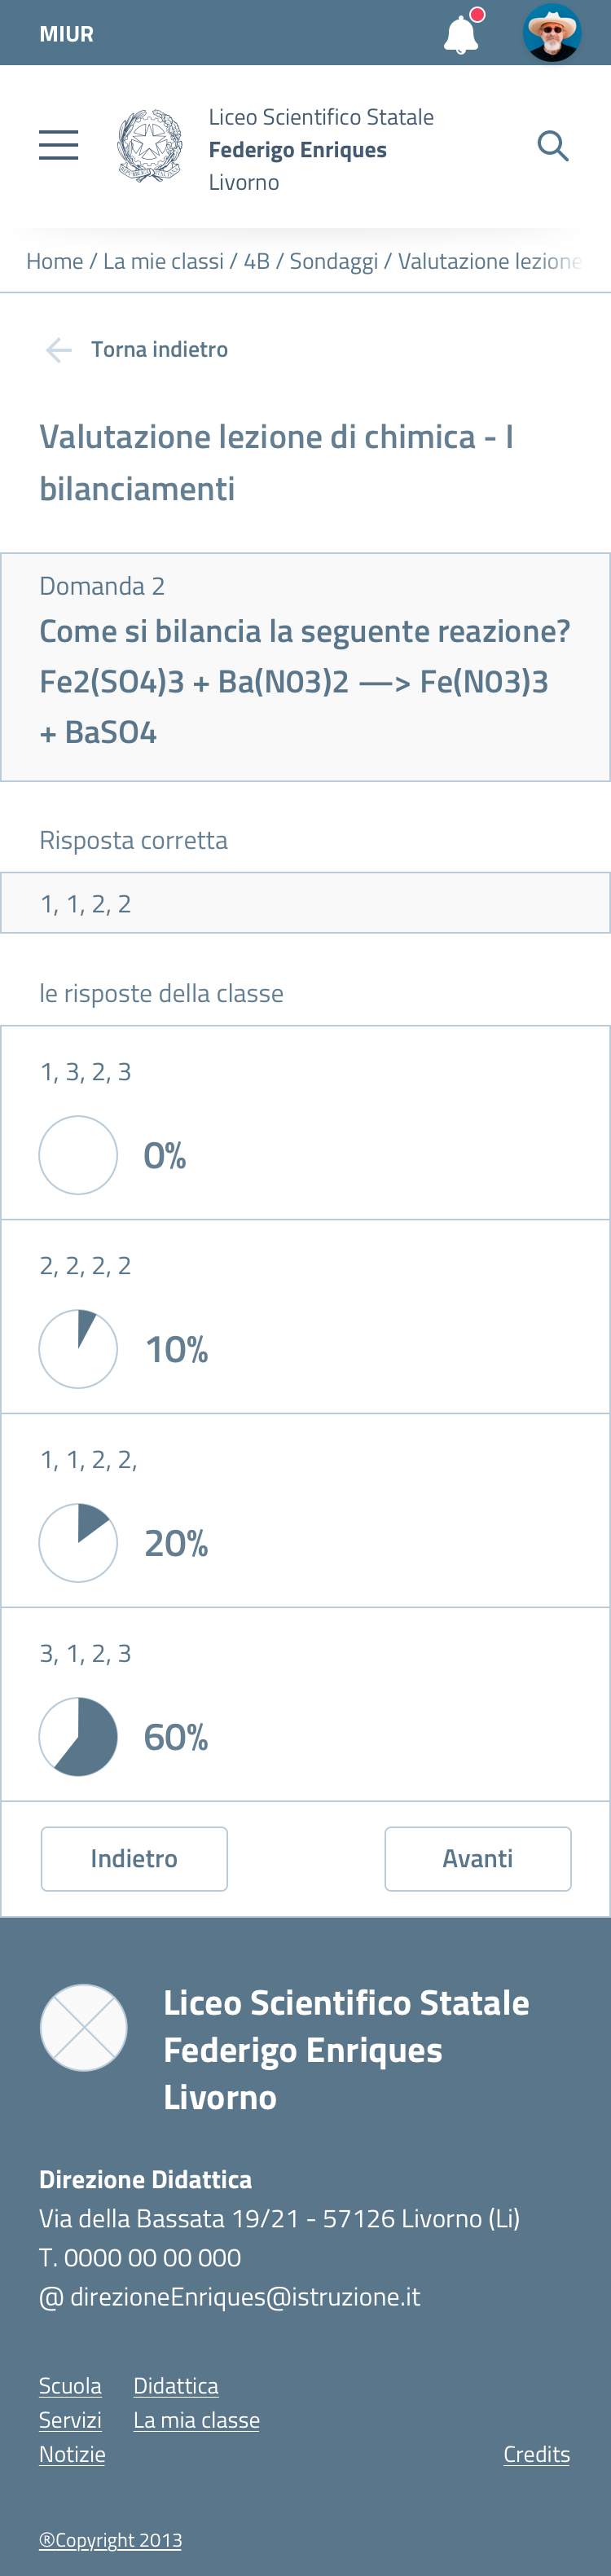 MIUR
Liceo Scientifico Statale
Federigo Enriques
Livorno
Home / La mie classi / 4B / Sondaggi / Valutazione lezione
Torna indietro
Valutazione lezione di chimica - I
bilanciamenti
Domanda 2
Come si bilancia la seguente reazione?
Fe2(SO4)3 + Ba(N03)2 —> Fe(N03)3
+ BaSO4
Risposta corretta
1, 1, 2, 2
le risposte della classe
1, 3, 2, 3
0%
2, 2, 2, 2
10%
1, 1, 2, 2,
20%
3, 1, 2, 3
60%
Indietro Avanti
Liceo Scientifico Statale
Federigo Enriques
Livorno
Direzione Didattica
Via della Bassata 19/21 - 57126 Livorno (Li)
T. 0000 00 00 000
@ direzioneEnriques@istruzione.it
Scuola Didattica
Servizi La mia classe
Notizie Credits
®Copyright 2013